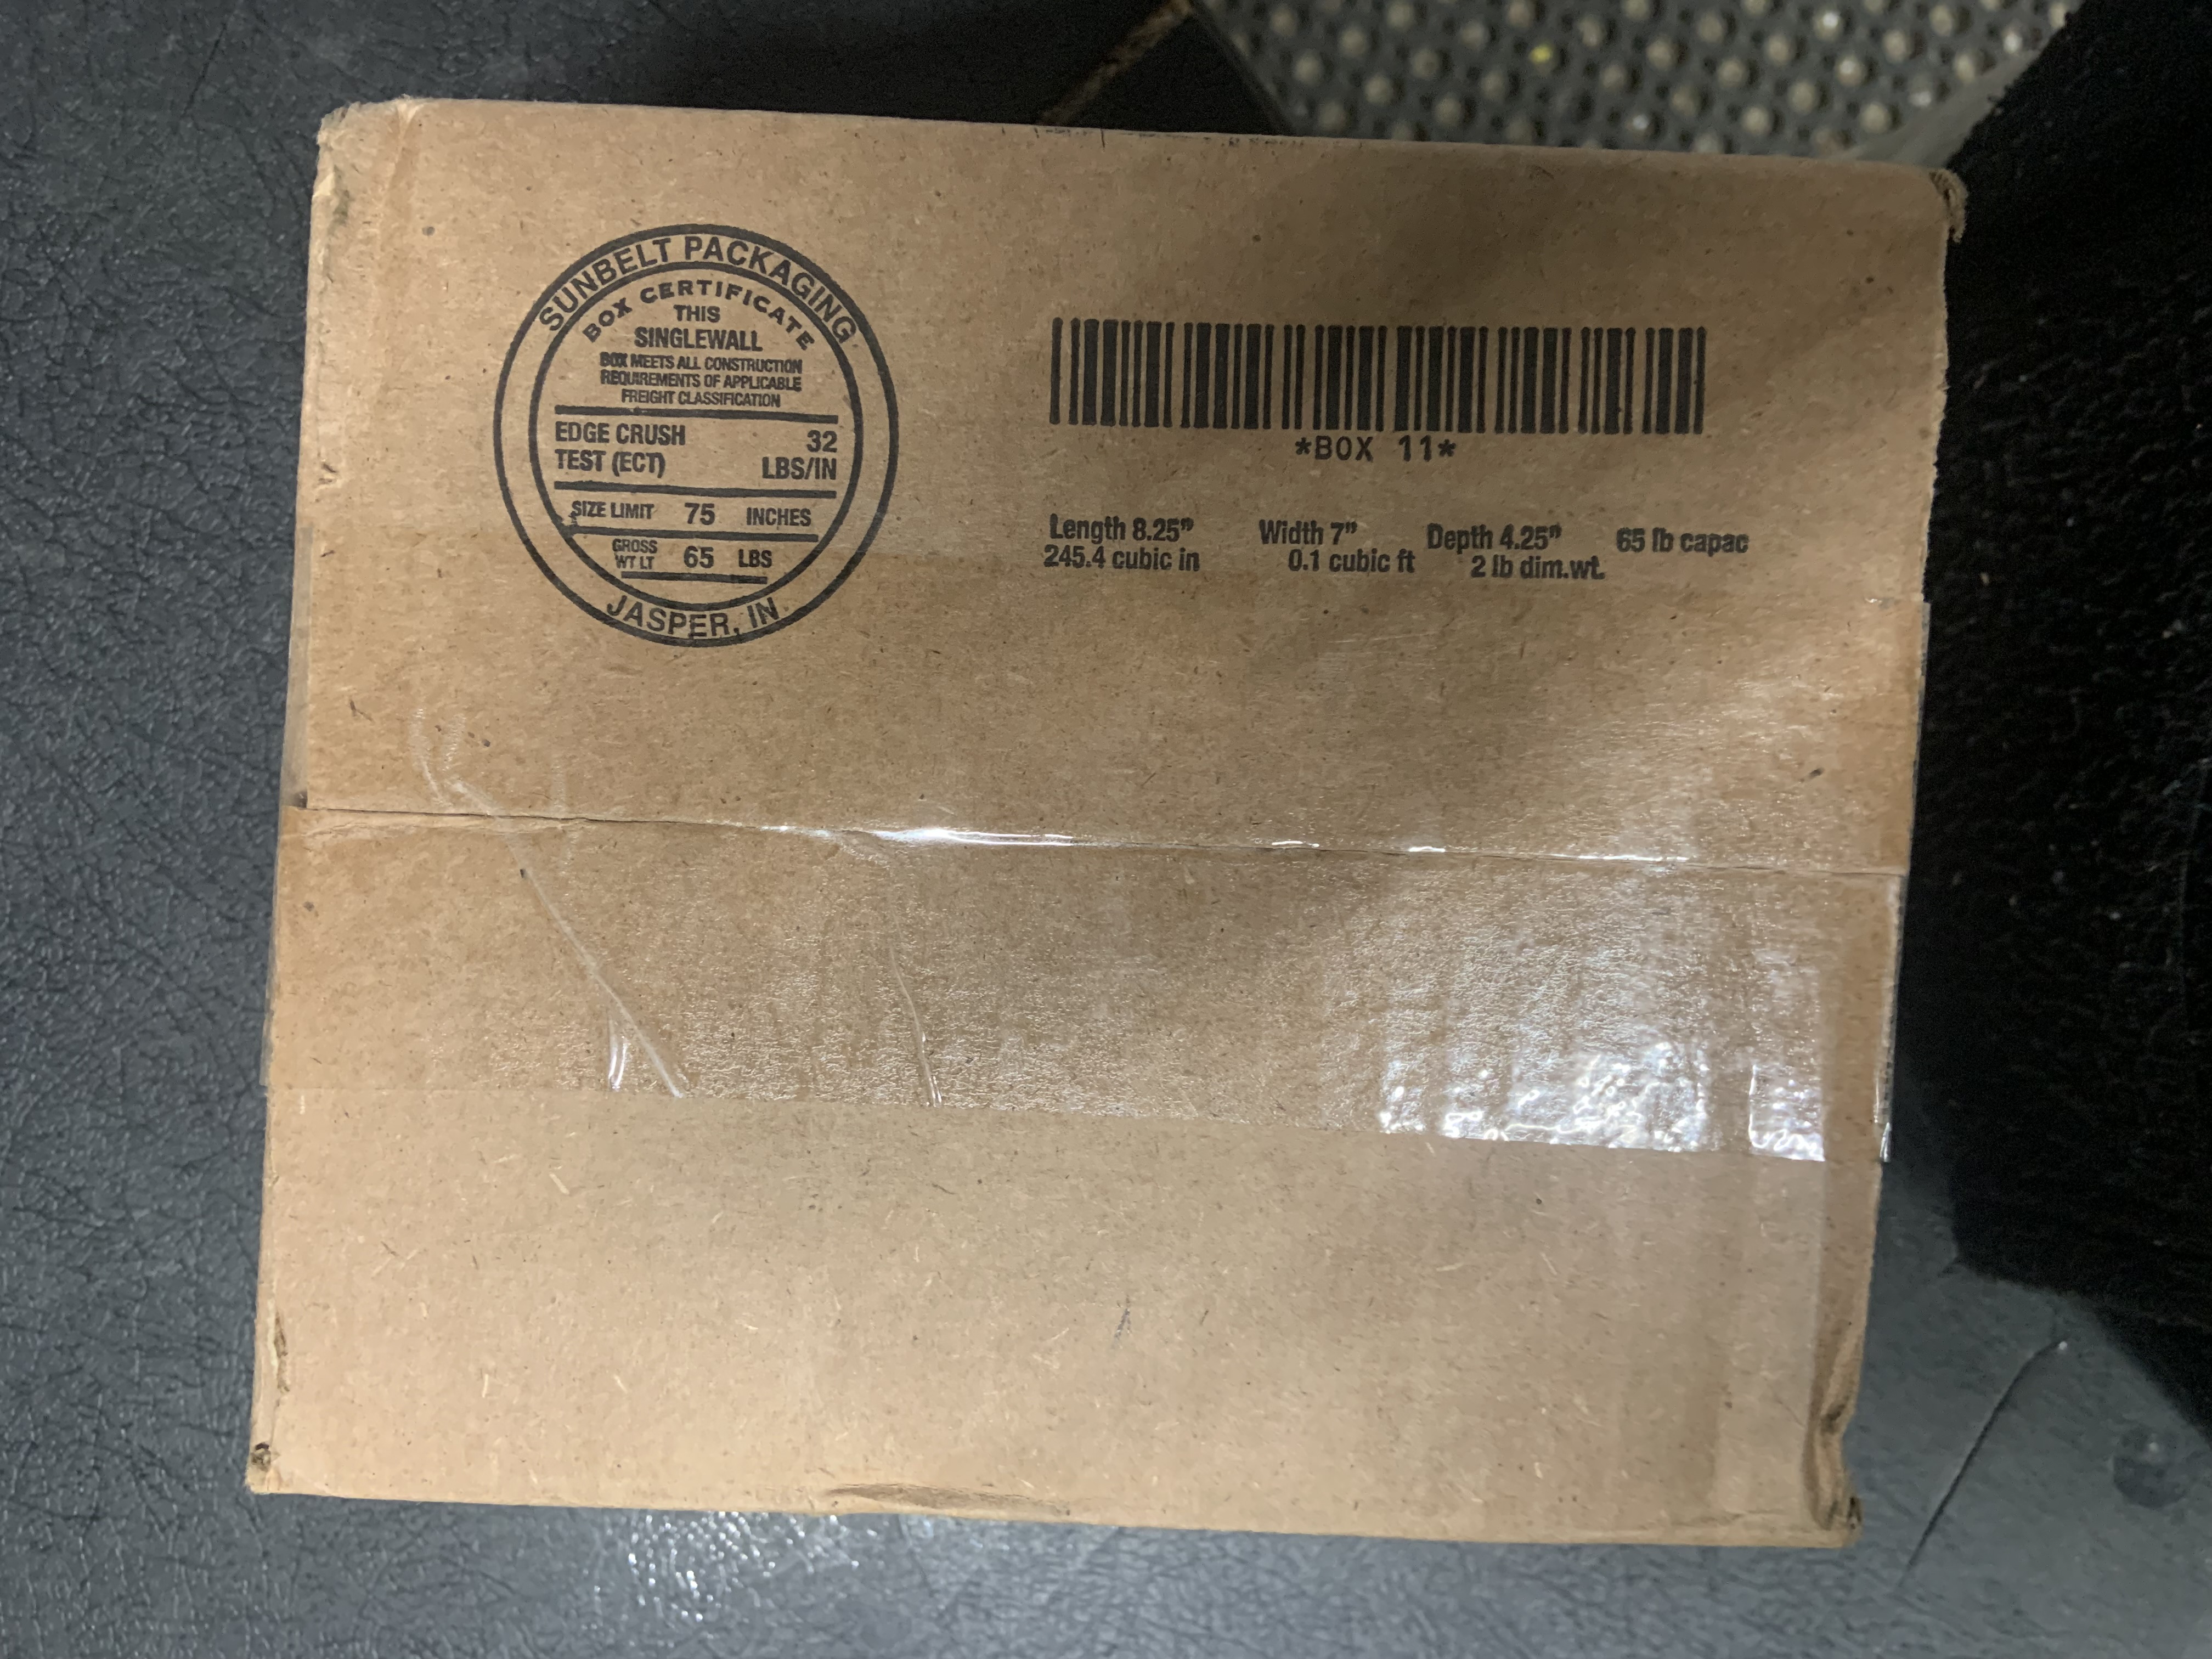 SUNBELT PACKAGING
BOX CERTIFICATE
THIS
SINGLEWALL
BOX MEETS ALL CONSTRUCTION
REQUIREMENTS OF APPLICABLE
FREIGHT CLASSIFICATION
EDGE CRUSH 32
TEST (ECT) LBS/IN
SIZE LIMIT 75 INCHES
GROSS
WT LT 65 LBS
JASPER, IN
*BOX 11*
Length 8.25" Width 7" Depth 4.25" 65 lb capac
245.4 cubic in 0.1 cubic ft 2 lb dim.wt.